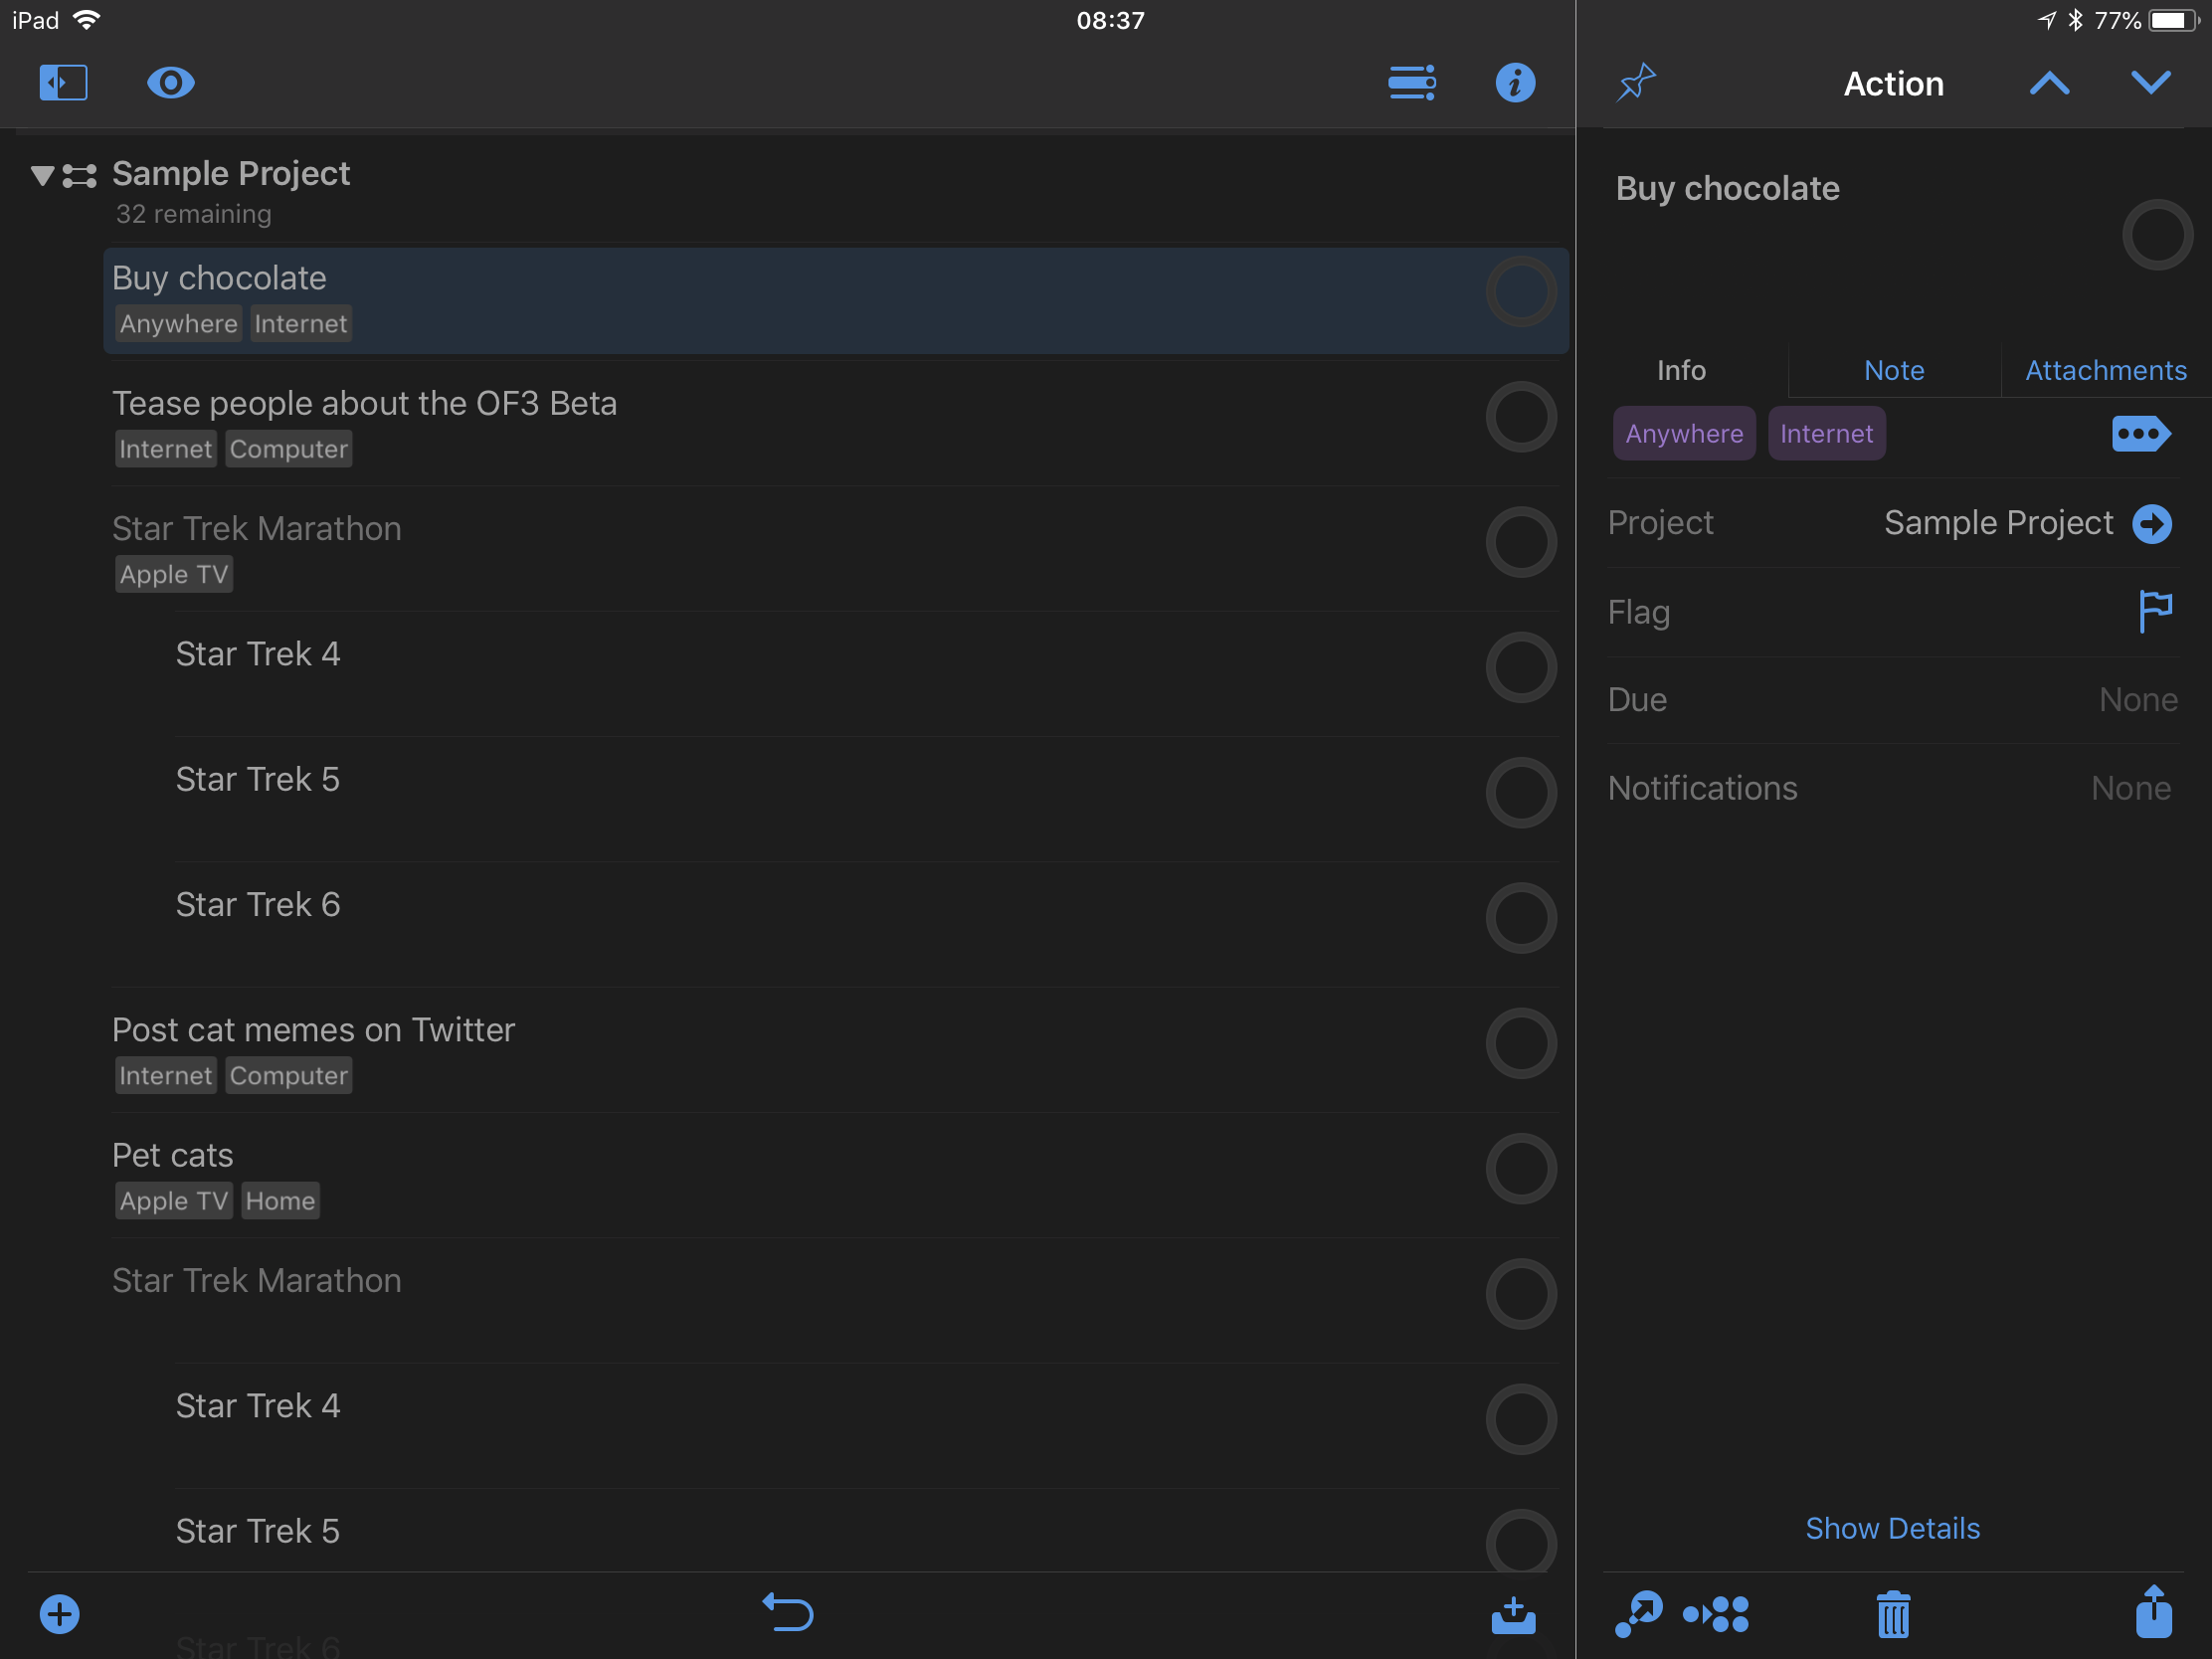 iPad 08:37 77%
Sample Project
32 remaining
Buy chocolate
Anywhere Internet
Tease people about the OF3 Beta
Internet Computer
Star Trek Marathon
Apple TV
Star Trek 4
Star Trek 5
Star Trek 6
Post cat memes on Twitter
Internet Computer
Pet cats
Apple TV Home
Star Trek Marathon
Star Trek 4
Star Trek 5
Star Trek 6
Action
Buy chocolate
Info Note Attachments
Anywhere Internet
Project Sample Project
Flag
Due None
Notifications None
Show Details